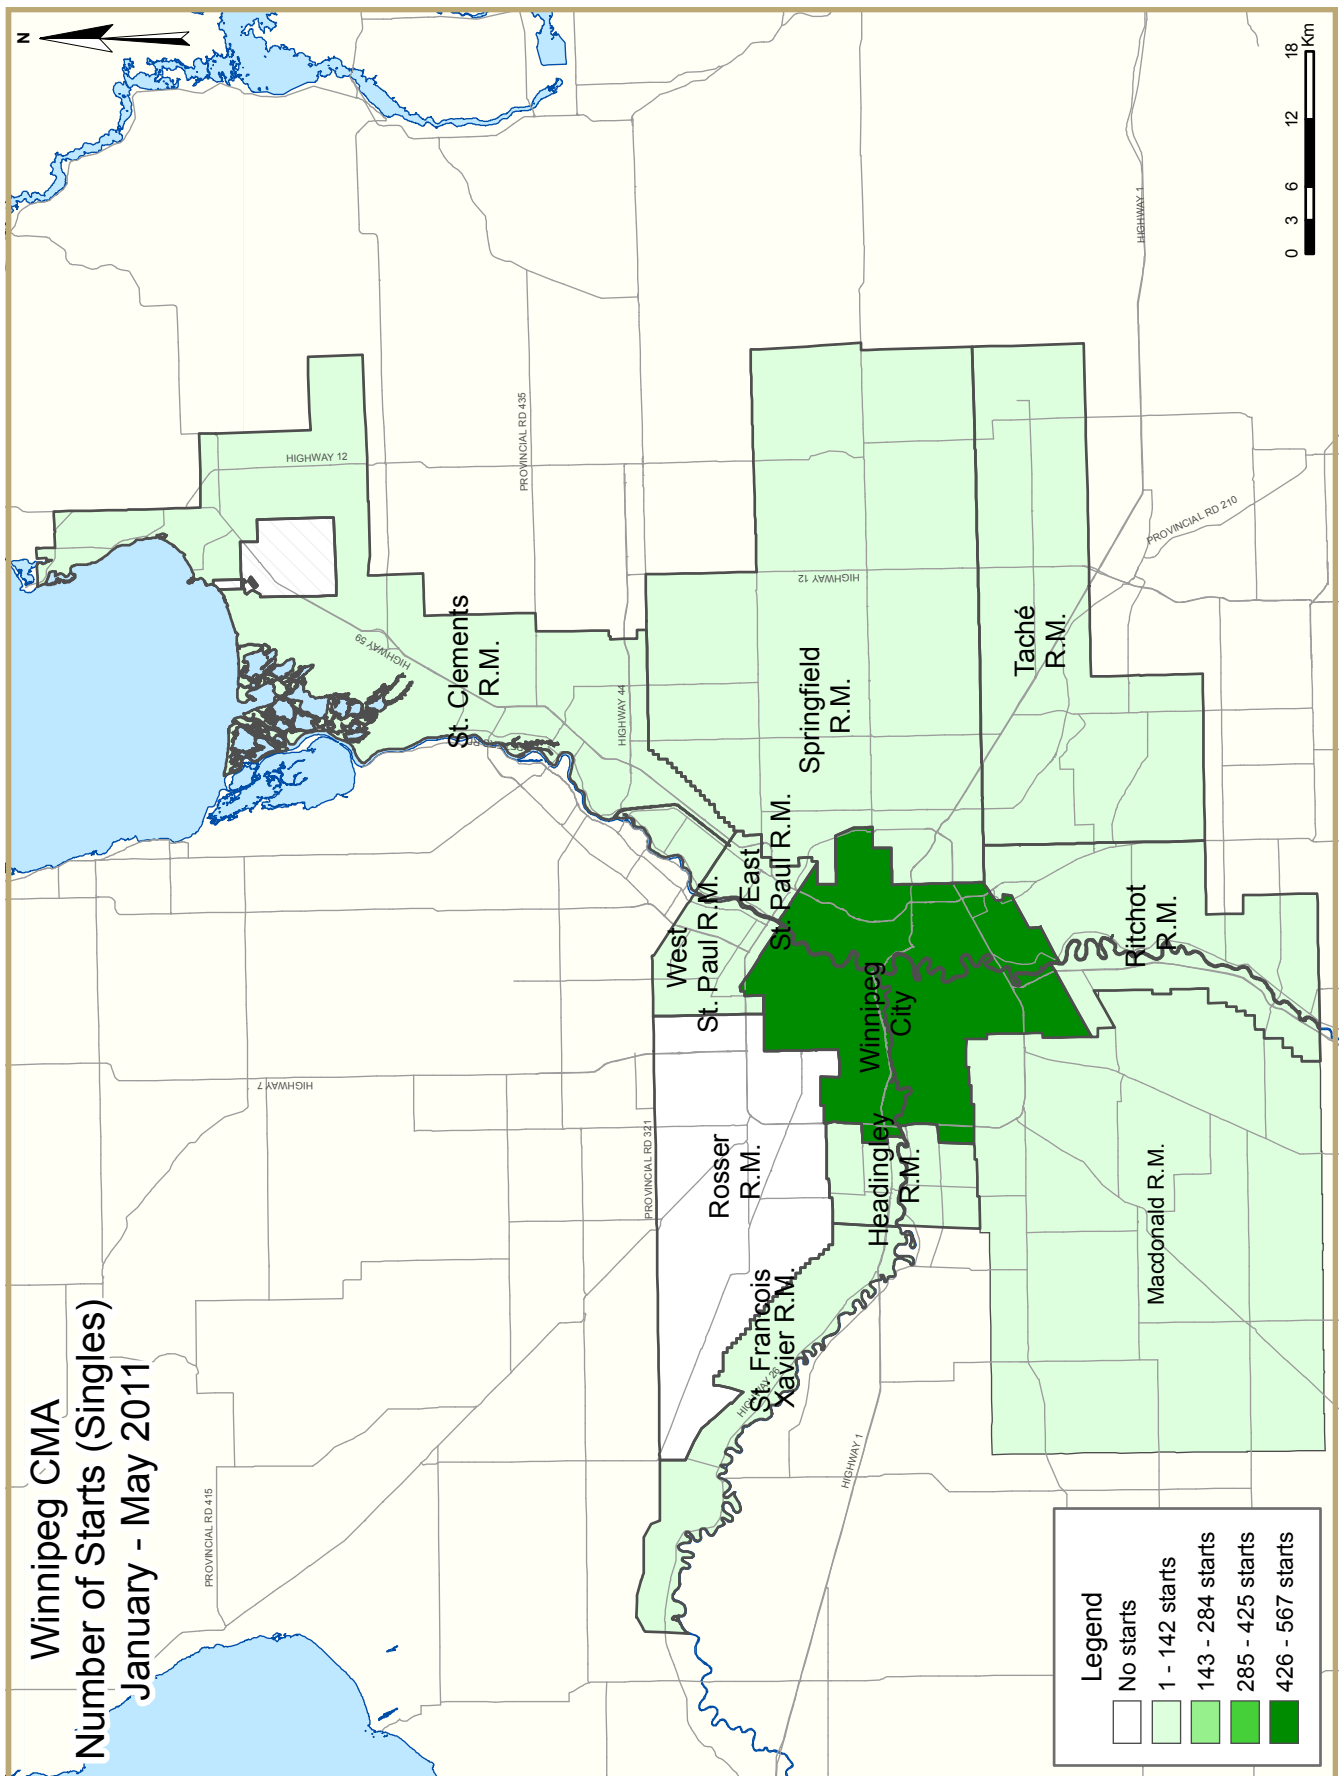 Winnipeg CMA
Number of Starts (Singles)
January - May 2011
N
HIGHWAY 12
PROVINCIAL RD 435
HIGHWAY 59
St. Clements
R.M.
HIGHWAY 44
PROVINCIAL RD 415
HIGHWAY 7
PROVINCIAL RD 321
West
St. Paul R.M.
East
St. Paul R.M.
Springfield
R.M.
HIGHWAY 12
Rosser
R.M.
St. Francois
Xavier R.M.
HIGHWAY 26
Headingley
R.M.
Winnipeg
City
HIGHWAY 1
Taché
R.M.
HIGHWAY 1
PROVINCIAL RD 210
Ritchot
R.M.
Macdonald R.M.
Legend
No starts
1 - 142 starts
143 - 284 starts
285 - 425 starts
426 - 567 starts
0 3 6 12 18
Km